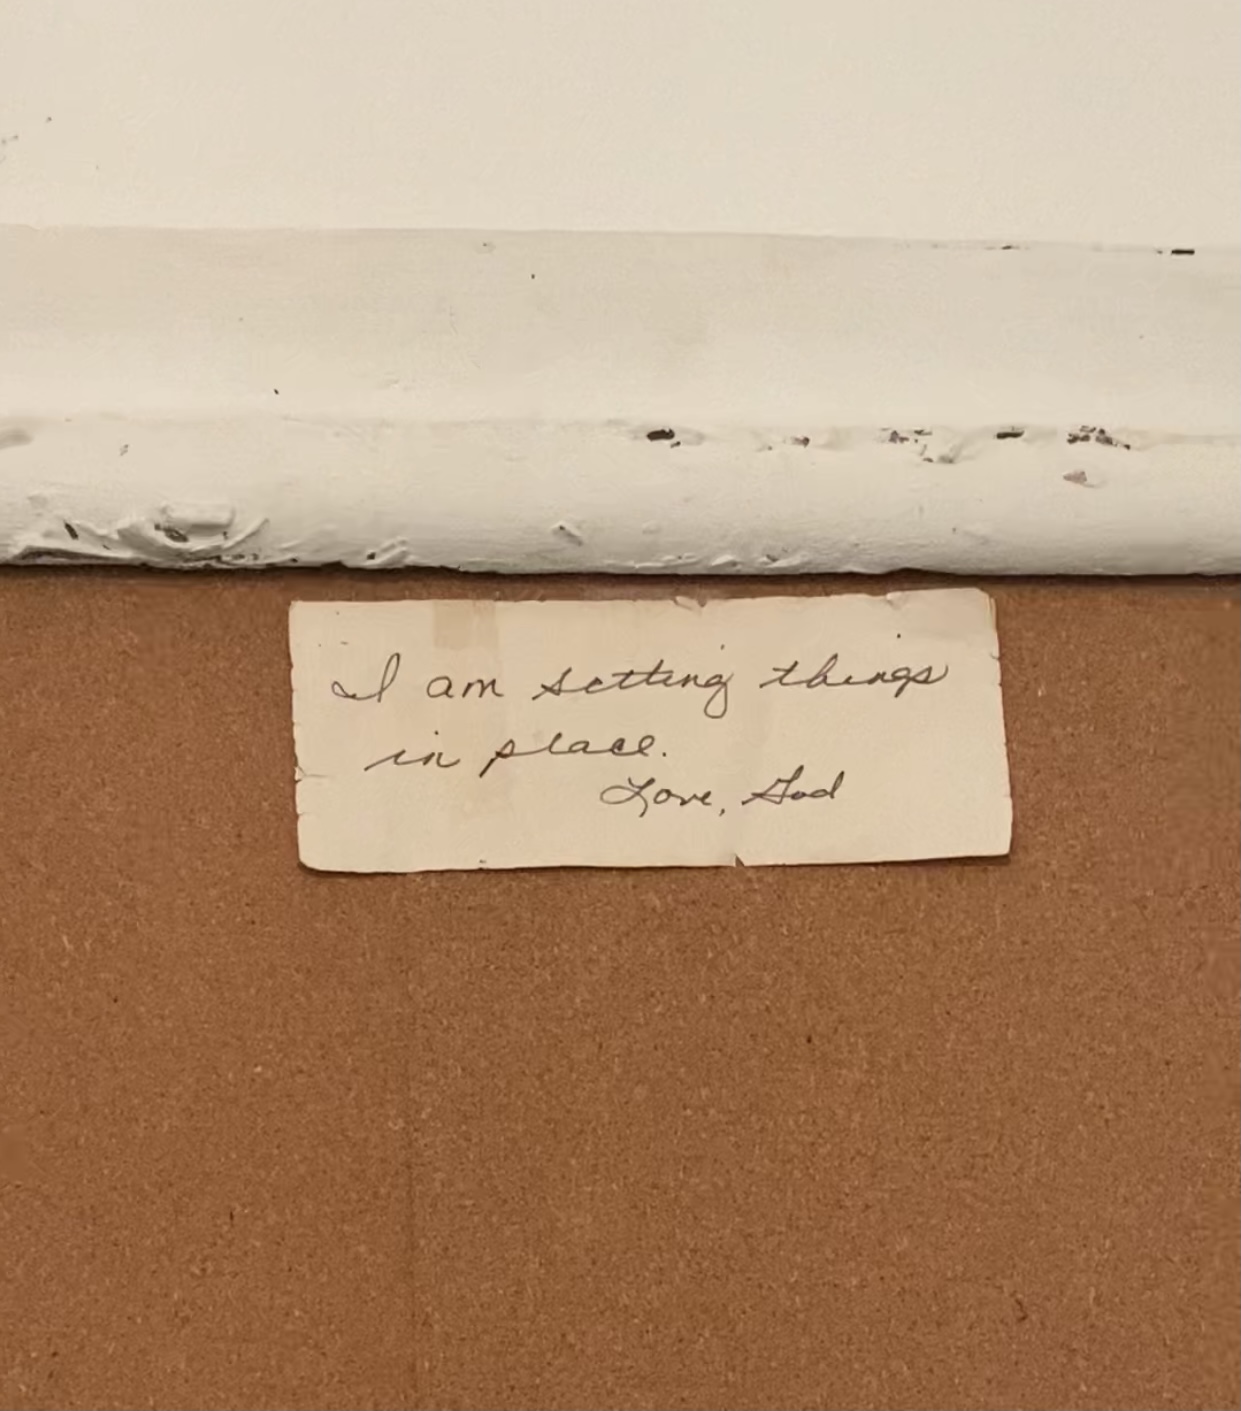 I am setting things
in place.
Love, God